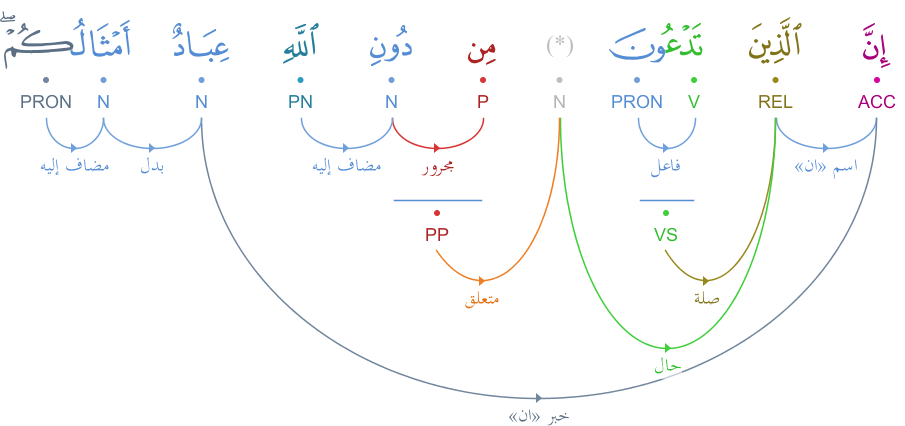 إِنَّ ٱلَّذِينَ تَدْعُونَ (*) مِن دُونِ ٱللَّهِ عِبَادٌ أَمْثَالُكُمْ ۖ
ACC REL V PRON N P N PN N N PRON
اسم «ان» فاعل مجرور مضاف إليه بدل مضاف إليه
VS PP
صلة متعلق
حال
خبر «ان»